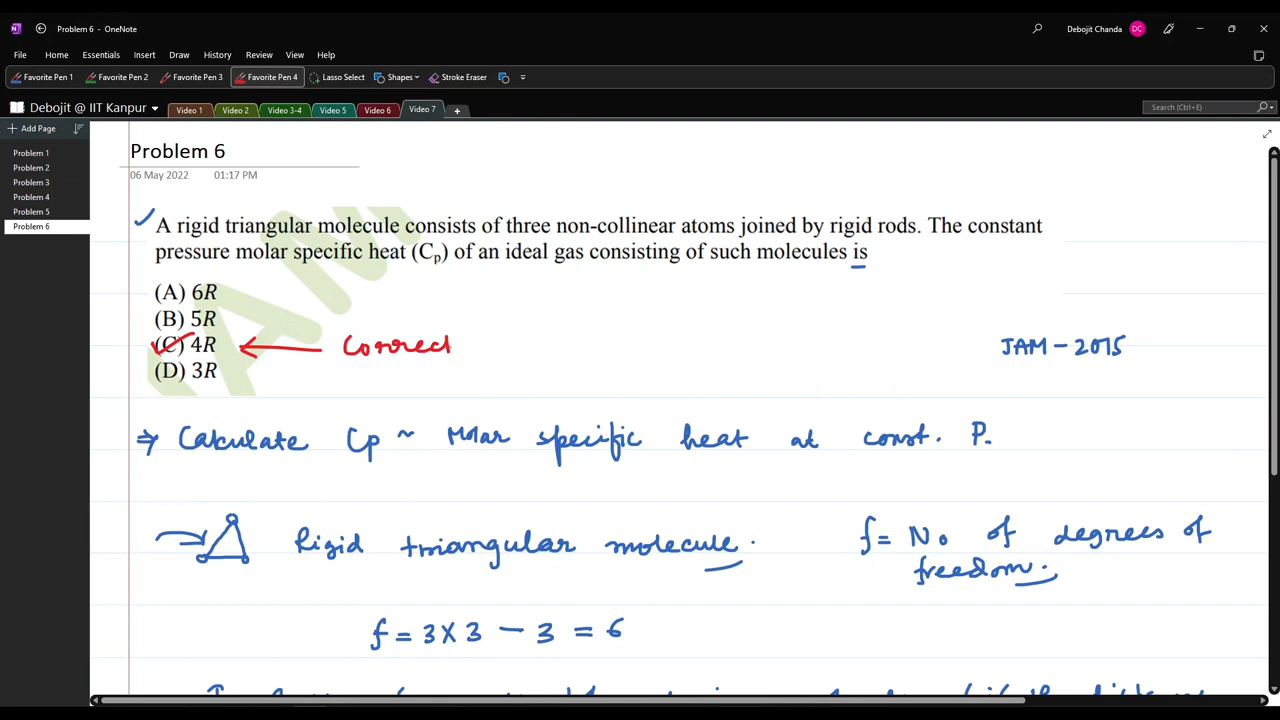 Problem 6 - OneNote
Debojit Chanda DC
File Home Essentials Insert Draw History Review View Help
Favorite Pen 1 Favorite Pen 2 Favorite Pen 3 Favorite Pen 4 Lasso Select Shapes Stroke Eraser
Debojit @ IIT Kanpur Video 1 Video 2 Video 3-4 Video 5 Video 6 Video 7 + Search (Ctrl+E)
Add Page
Problem 1
Problem 2
Problem 3
Problem 4
Problem 5
Problem 6
Problem 6
06 May 2022 01:17 PM
A rigid triangular molecule consists of three non-collinear atoms joined by rigid rods. The constant
pressure molar specific heat (Cp) of an ideal gas consisting of such molecules is
(A) 6R
(B) 5R
(C) 4R ← Correct
JAM - 2015
(D) 3R
⇒ Calculate Cp ~ Molar specific heat at const. P.
Rigid triangular molecule.
f = No of degrees of
freedom.
f = 3 X 3 - 3 = 6